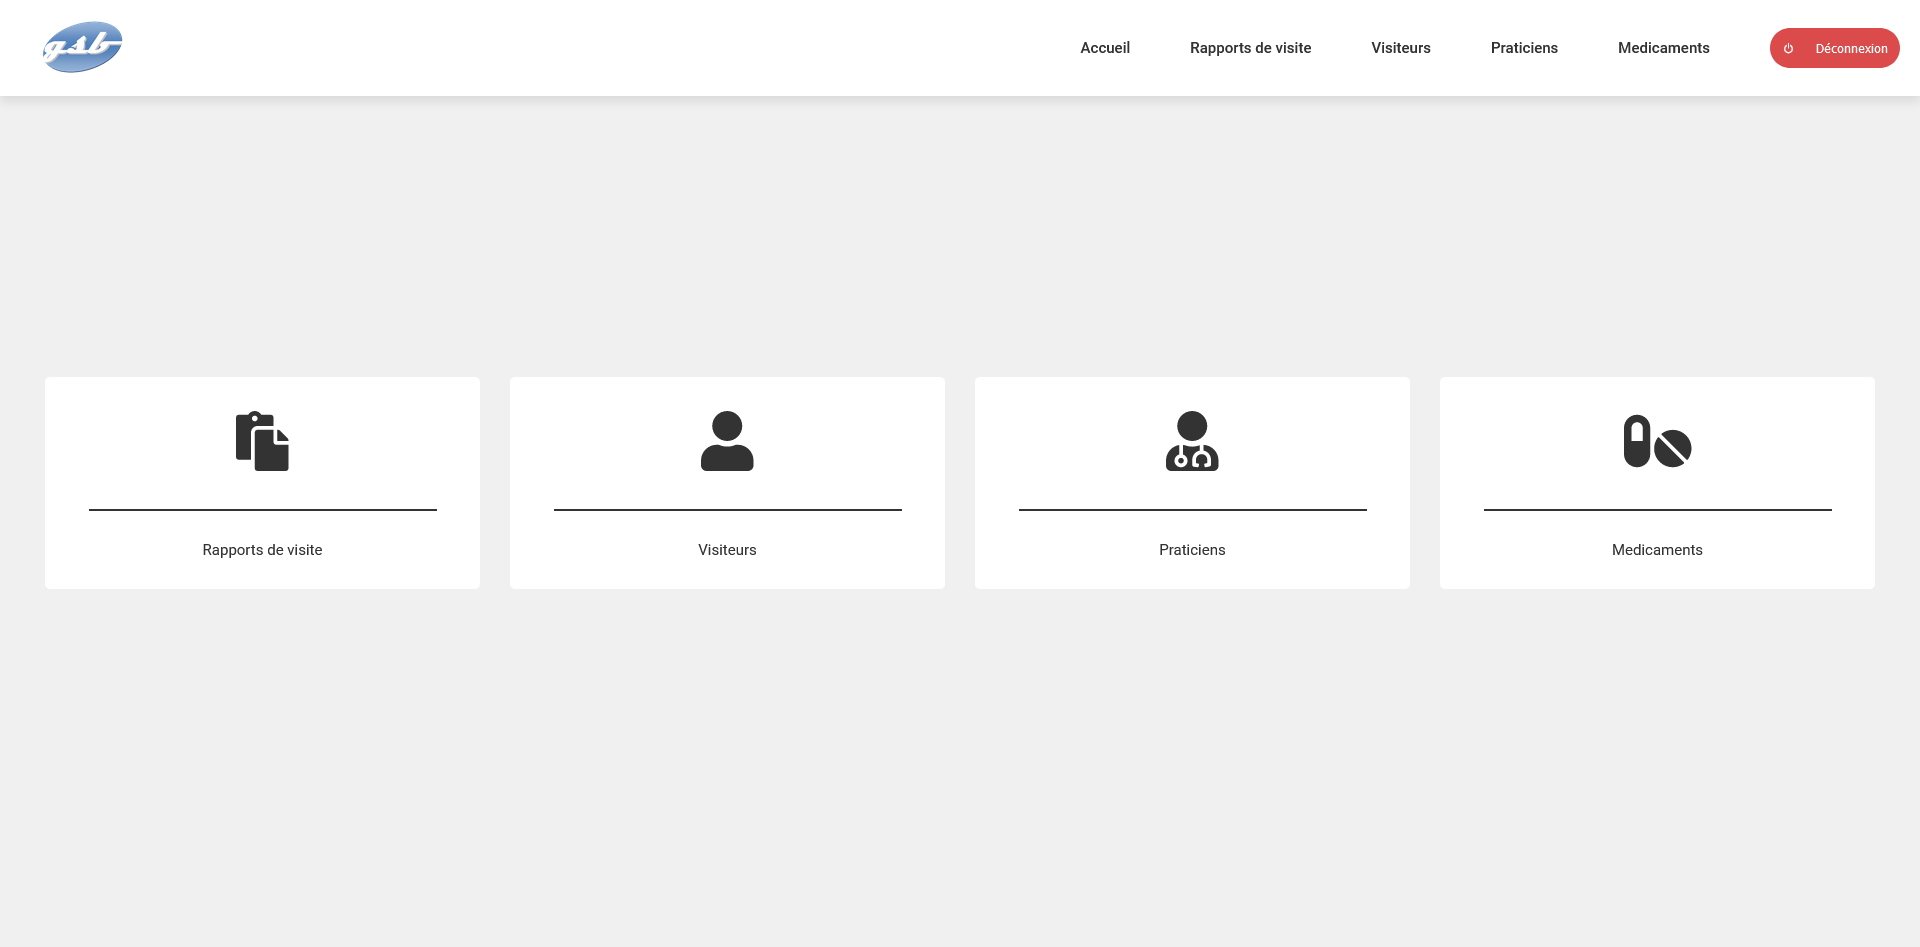 gsb
Accueil
Rapports de visite
Visiteurs
Praticiens
Medicaments
Déconnexion
Rapports de visite
Visiteurs
Praticiens
Medicaments